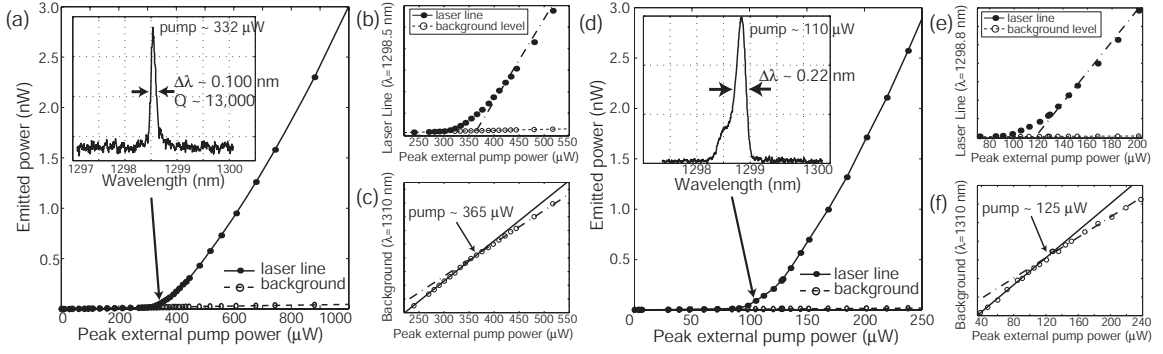 (a)
Emitted power (nW)
3.0
2.5
2.0
1.5
1.0
0.5
0
0 200 400 600 800 1000
Peak external pump power (µW)
pump ~ 332 µW
Δλ ~ 0.100 nm
Q ~ 13,000
1297 1298 1299 1300
Wavelength (nm)
laser line
background
(b)
Laser Line (λ=1298.5 nm)
laser line
background level
300 400 500
Peak external pump power (µW)
(c)
Background (λ=1310 nm)
pump ~ 365 µW
250 300 350 400 450 500 550
Peak external pump power (µW)
(d)
Emitted power (nW)
3.0
2.5
2.0
1.5
1.0
0.5
0
0 50 100 150 200 250
Peak external pump power (µW)
pump ~ 110 µW
Δλ ~ 0.22 nm
1298 1299 1300
Wavelength (nm)
laser line
background
(e)
Laser Line (λ=1298.8 nm)
laser line
background level
80 100 120 140 160 180 200
Peak external pump power (µW)
(f)
Background (λ=1310 nm)
pump ~ 125 µW
40 80 120 160 200 240
Peak external pump power (µW)